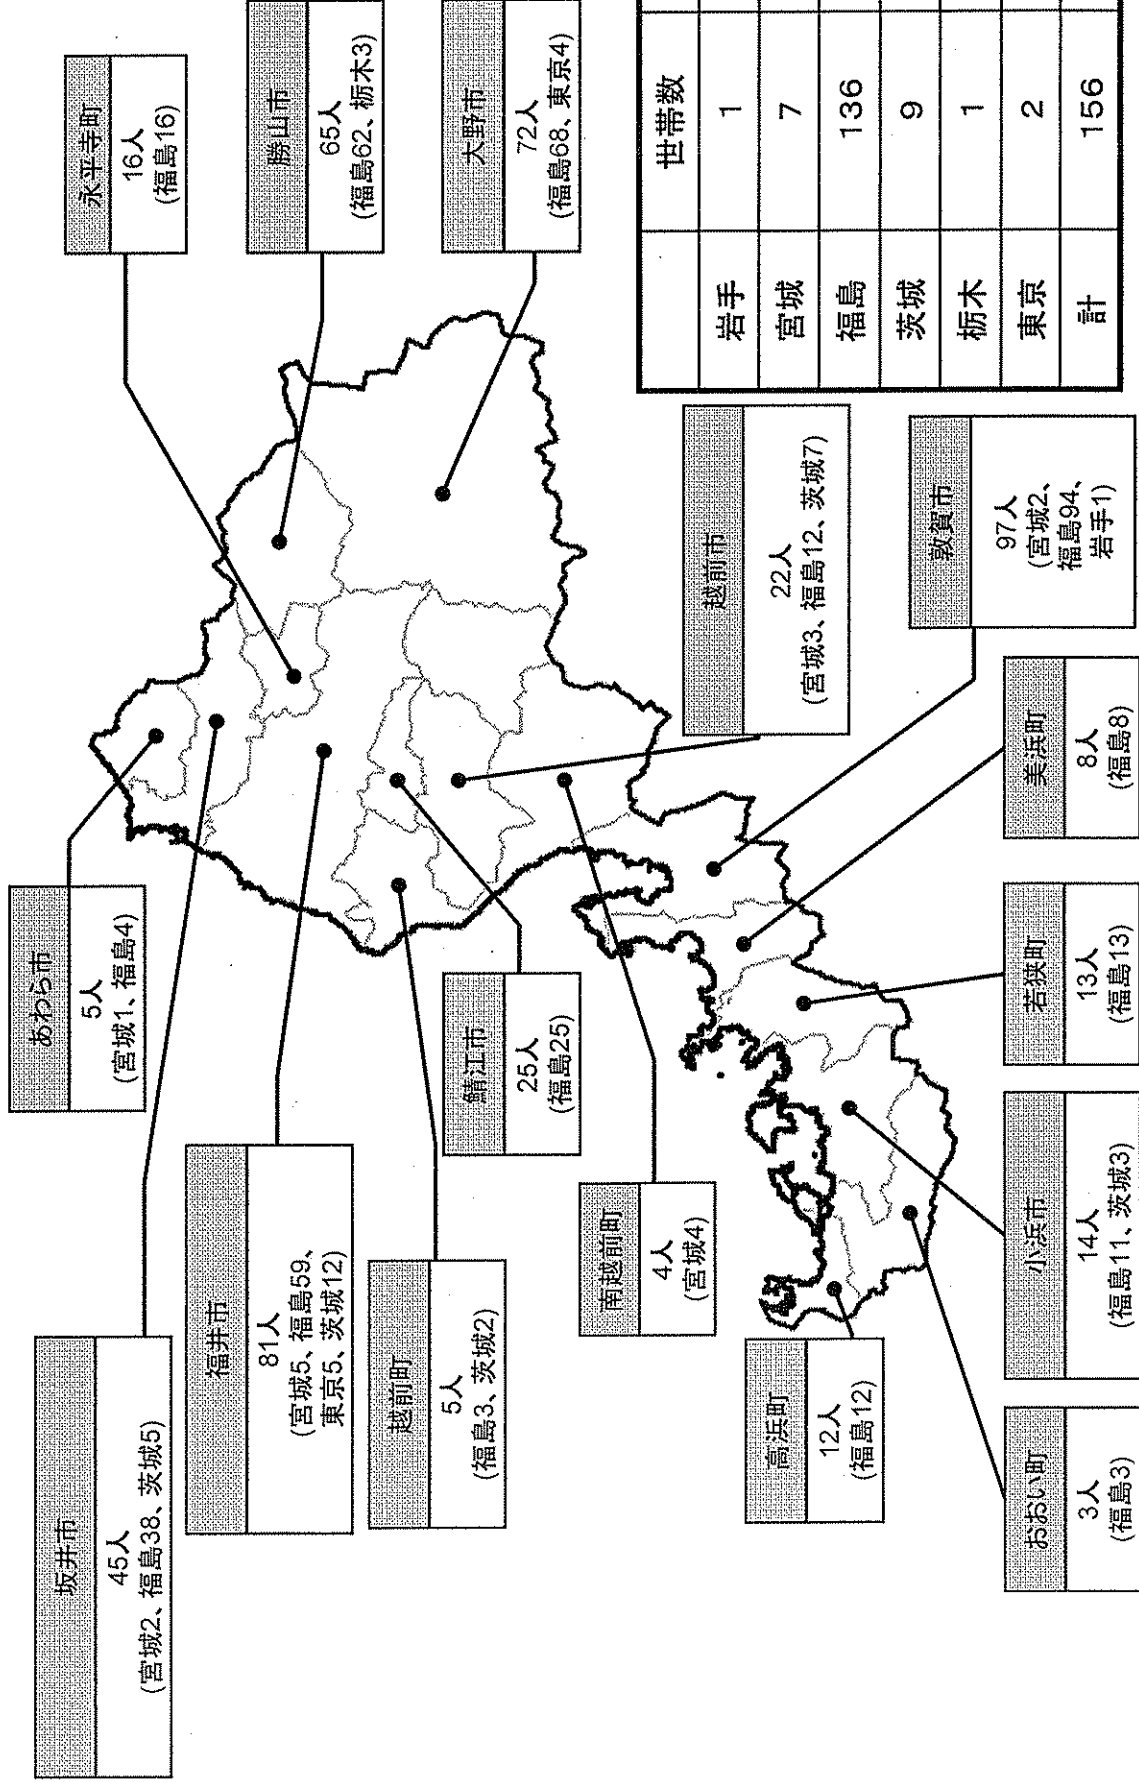 坂井市
45人
(宮城2、福島38、茨城5)
あわら市
5人
(宮城1、福島4)
永平寺町
16人
(福島16)
福井市
81人
(宮城5、福島59、
東京5、茨城12)
勝山市
65人
(福島62、栃木3)
越前町
5人
(福島3、茨城2)
鯖江市
25人
(福島25)
大野市
72人
(福島68、東京4)
南越前町
4人
(宮城4)
越前市
22人
(宮城3、福島12、茨城7)
高浜町
12人
(福島12)
敦賀市
97人
(宮城2、
福島94、
岩手1)
おおい町
3人
(福島3)
小浜市
14人
(福島11、茨城3)
若狭町
13人
(福島13)
美浜町
8人
(福島8)
世帯数
岩手 1
宮城 7
福島 136
茨城 9
栃木 1
東京 2
計 156